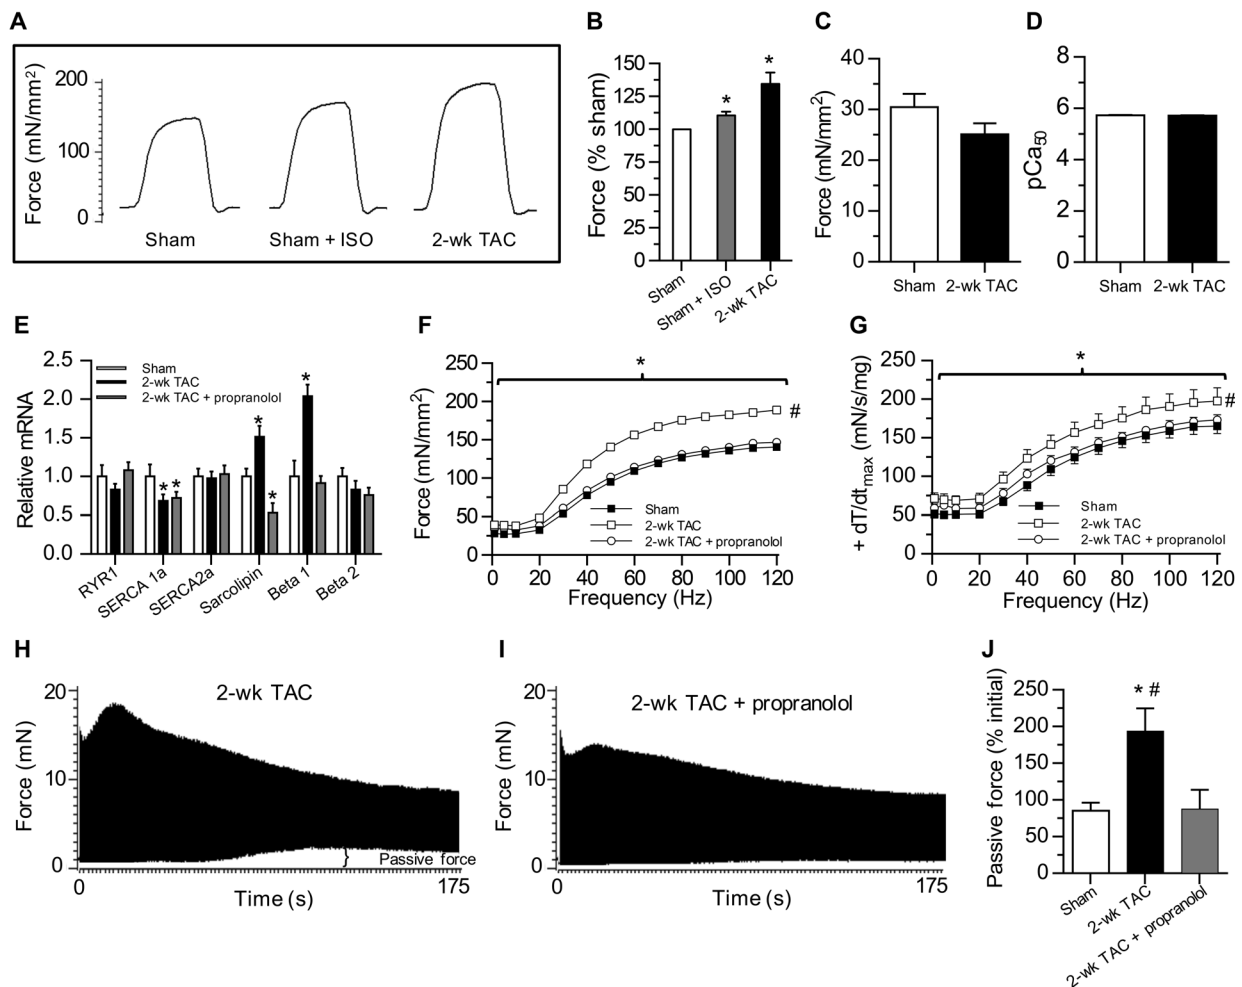 A
Force (mN/mm²)
200
100
0
Sham
Sham + ISO
2-wk TAC
B
Force (% sham)
150
125
100
75
50
25
0
*
*
Sham
Sham + ISO
2-wk TAC
C
Force (mN/mm²)
40
30
20
10
0
Sham
2-wk TAC
D
pCa₅₀
8
6
4
2
0
Sham
2-wk TAC
E
Relative mRNA
2.5
2.0
1.5
1.0
0.5
0.0
Sham
2-wk TAC
2-wk TAC + propranolol
* * * * *
RYR1
SERCA 1a
SERCA2a
Sarcolipin
Beta 1
Beta 2
F
Force (mN/mm²)
250
200
150
100
50
0
*
#
Sham
2-wk TAC
2-wk TAC + propranolol
0 20 40 60 80 100 120
Frequency (Hz)
G
+ dT/dtmax (mN/s/mg)
250
200
150
100
50
0
*
#
Sham
2-wk TAC
2-wk TAC + propranolol
0 20 40 60 80 100 120
Frequency (Hz)
H
2-wk TAC
Force (mN)
20
10
0
Passive force
0 175
Time (s)
I
2-wk TAC + propranolol
Force (mN)
20
10
0
0 175
Time (s)
J
Passive force (% initial)
250
200
150
100
50
0
* #
Sham
2-wk TAC
2-wk TAC + propranolol